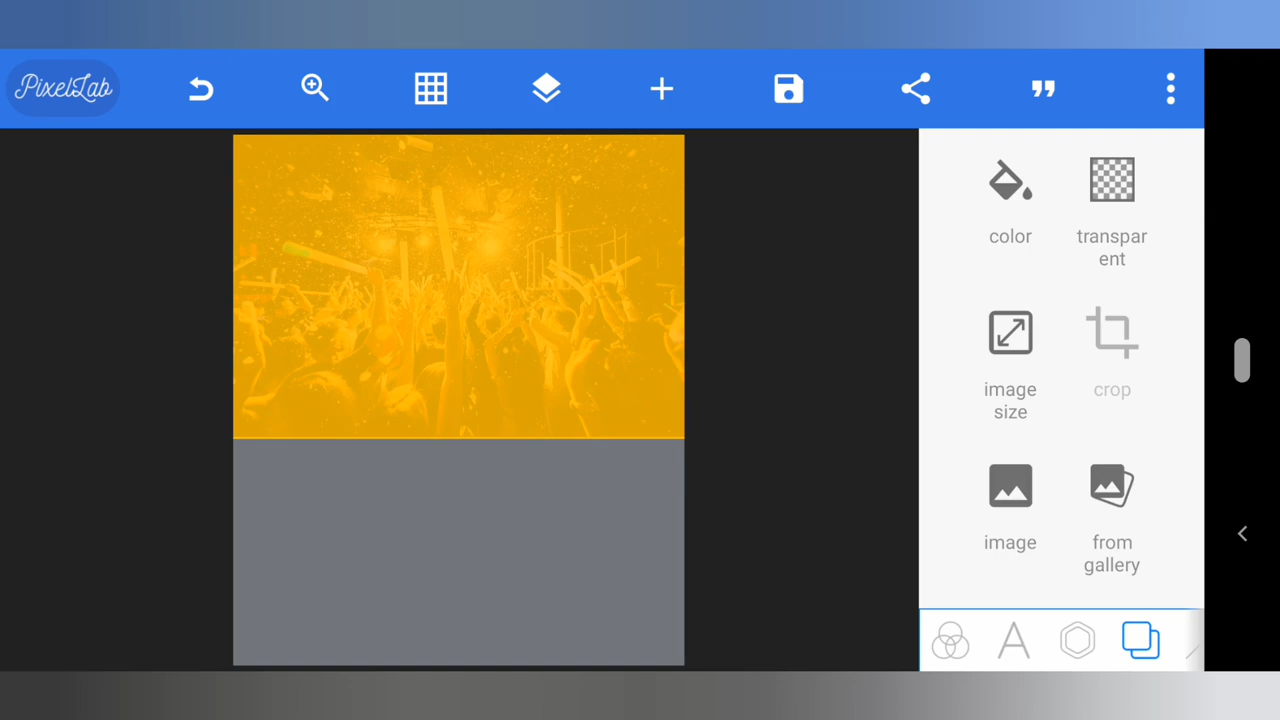 PixelLab
color
transpar
ent
image
size
crop
image
from
gallery